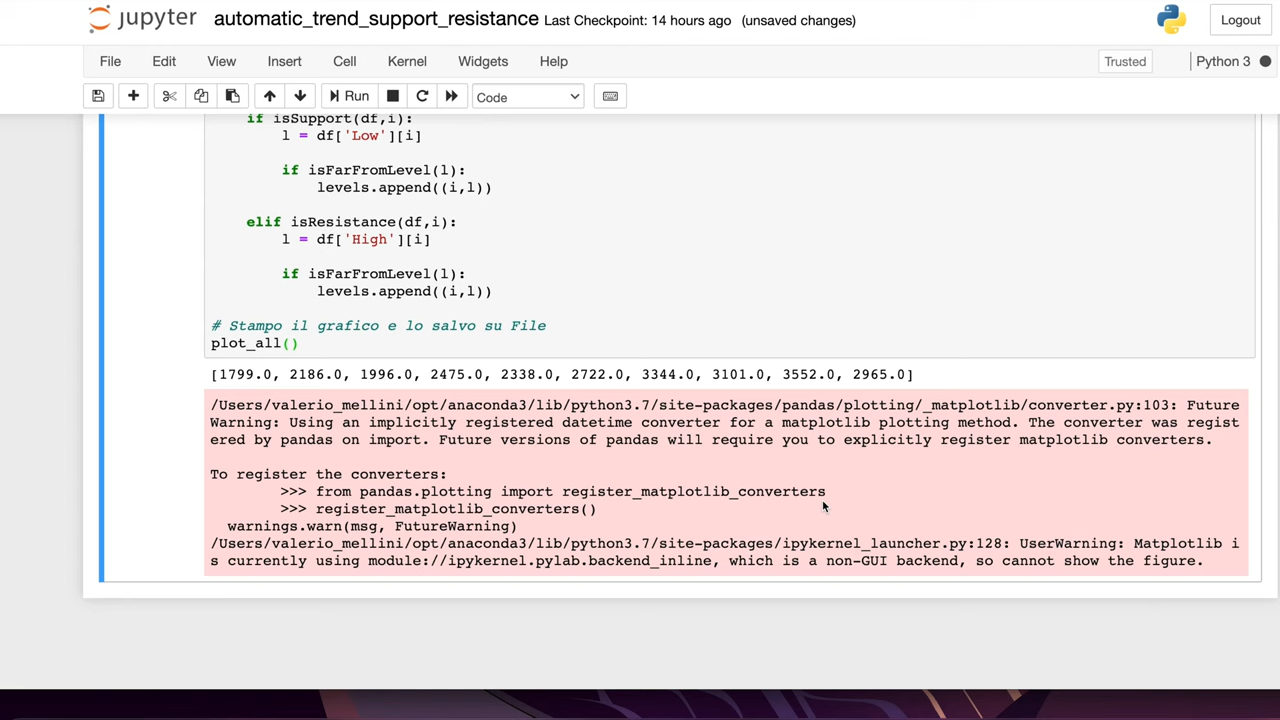 jupyter automatic_trend_support_resistance Last Checkpoint: 14 hours ago (unsaved changes) Logout
File Edit View Insert Cell Kernel Widgets Help Trusted Python 3
Run Code
if isSupport(df,i):
l = df['Low'][i]
if isFarFromLevel(l):
levels.append((i,l))
elif isResistance(df,i):
l = df['High'][i]
if isFarFromLevel(l):
levels.append((i,l))
# Stampo il grafico e lo salvo su File
plot_all()
[1799.0, 2186.0, 1996.0, 2475.0, 2338.0, 2722.0, 3344.0, 3101.0, 3552.0, 2965.0]
/Users/valerio_mellini/opt/anaconda3/lib/python3.7/site-packages/pandas/plotting/_matplotlib/converter.py:103: Future
Warning: Using an implicitly registered datetime converter for a matplotlib plotting method. The converter was regist
ered by pandas on import. Future versions of pandas will require you to explicitly register matplotlib converters.
To register the converters:
>>> from pandas.plotting import register_matplotlib_converters
>>> register_matplotlib_converters()
warnings.warn(msg, FutureWarning)
/Users/valerio_mellini/opt/anaconda3/lib/python3.7/site-packages/ipykernel_launcher.py:128: UserWarning: Matplotlib i
s currently using module://ipykernel.pylab.backend_inline, which is a non-GUI backend, so cannot show the figure.